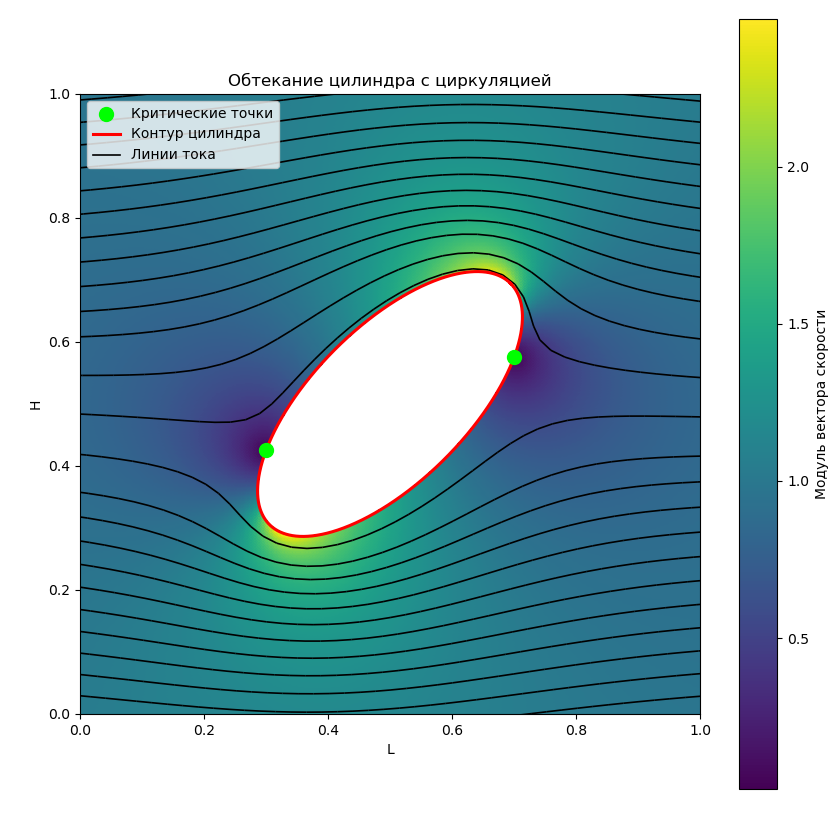 Обтекание цилиндра с циркуляцией
Критические точки
Контур цилиндра
Линии тока
1.0
0.8
0.6
0.4
0.2
0.0
H
0.0 0.2 0.4 0.6 0.8 1.0
L
2.0
1.5
1.0
0.5
Модуль вектора скорости